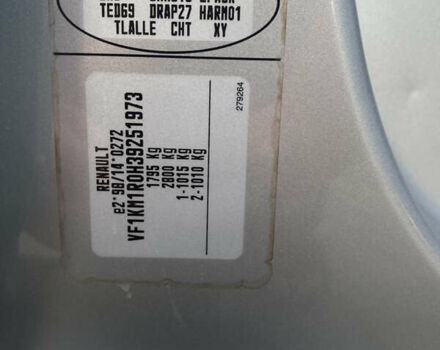 TED69 DRAP27 HARM01
TLALLE CHT XY
279264
RENAULT
e2*98/14*0272
VF1KM1R0H39251973
1795 Kg
2800 Kg
1-1015 Kg
2-1010 Kg